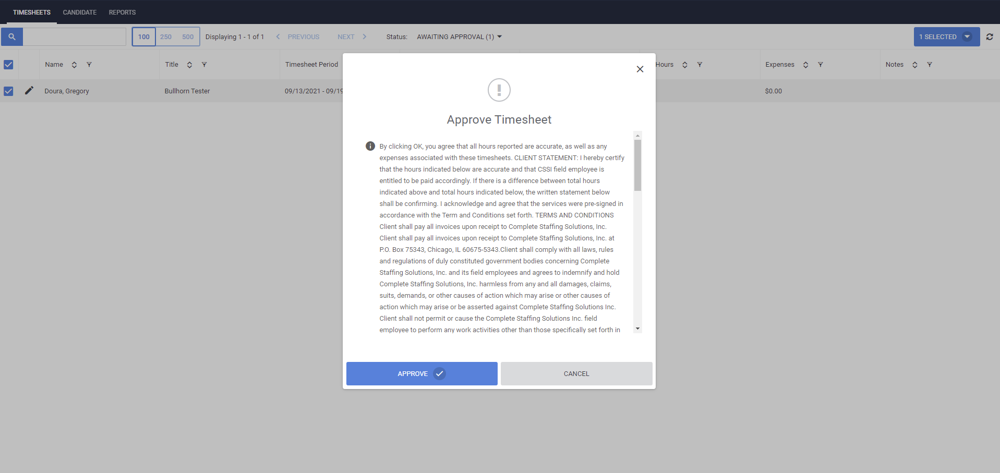 TIMESHEETS CANDIDATE REPORTS
100 250 500 Displaying 1 - 1 of 1 PREVIOUS NEXT Status: AWAITING APPROVAL (1) 1 SELECTED
Name Title Timesheet Period Hours Expenses Notes
Doura, Gregory Bullhorn Tester 09/13/2021 - 09/19 $0.00
Approve Timesheet
By clicking OK, you agree that all hours reported are accurate, as well as any
expenses associated with these timesheets. CLIENT STATEMENT: I hereby certify
that the hours indicated below are accurate and that CSSI field employee is
entitled to be paid accordingly. If there is a difference between total hours
indicated above and total hours indicated below, the written statement below
shall be confirming. I acknowledge and agree that the services were pre-signed in
accordance with the Term and Conditions set forth. TERMS AND CONDITIONS
Client shall pay all invoices upon receipt to Complete Staffing Solutions, Inc.
Client shall pay all invoices upon receipt to Complete Staffing Solutions, Inc. at
P.O. Box 75343, Chicago, IL 60675-5343.Client shall comply with all laws, rules
and regulations of duly constituted government bodies concerning Complete
Staffing Solutions, Inc. and its field employees and agrees to indemnify and hold
Complete Staffing Solutions, Inc. harmless from any and all damages, claims,
suits, demands, or other causes of action which may arise or other causes of
action which may arise or be asserted against Complete Staffing Solutions Inc.
Client shall not permit or cause the Complete Staffing Solutions Inc. field
employee to perform any work activities other than those specifically set forth in
APPROVE CANCEL